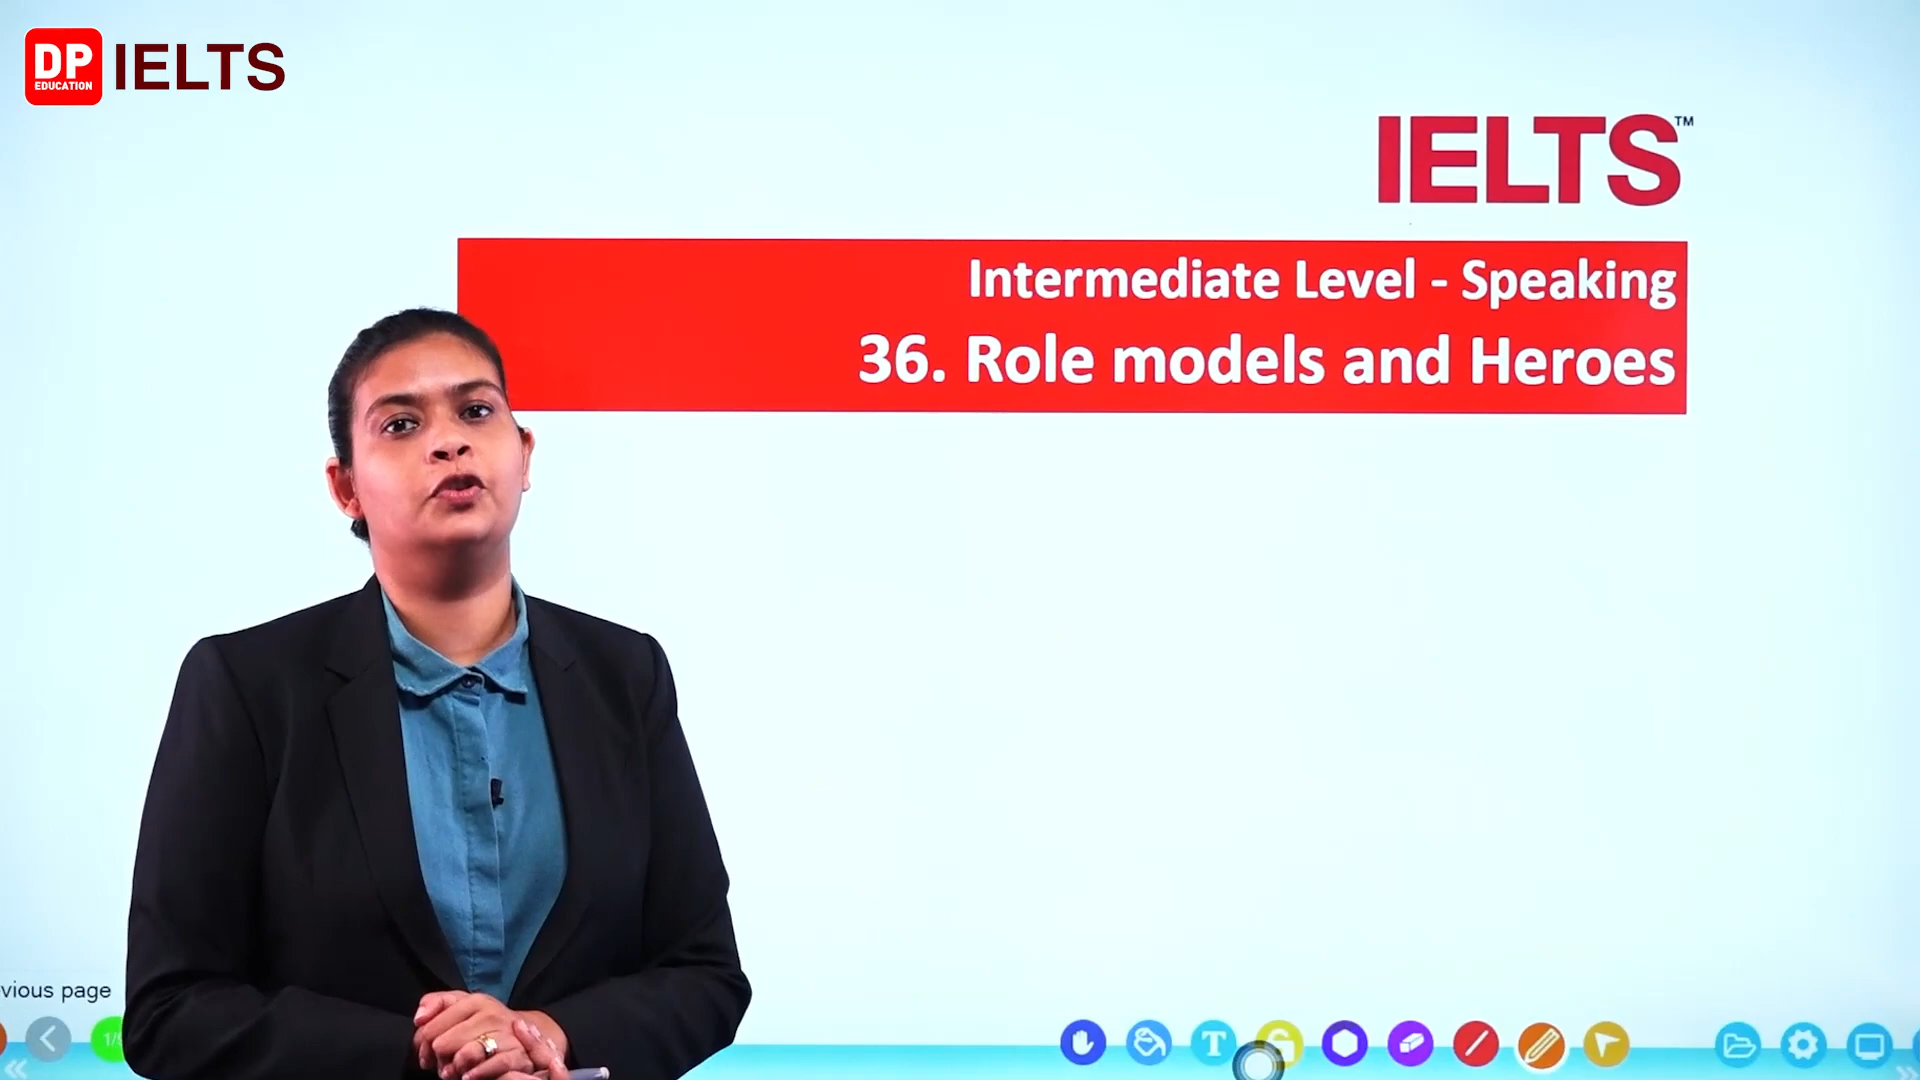 DP
EDUCATION
IELTS
IELTS™
Intermediate Level - Speaking
36. Role models and Heroes
vious page
T